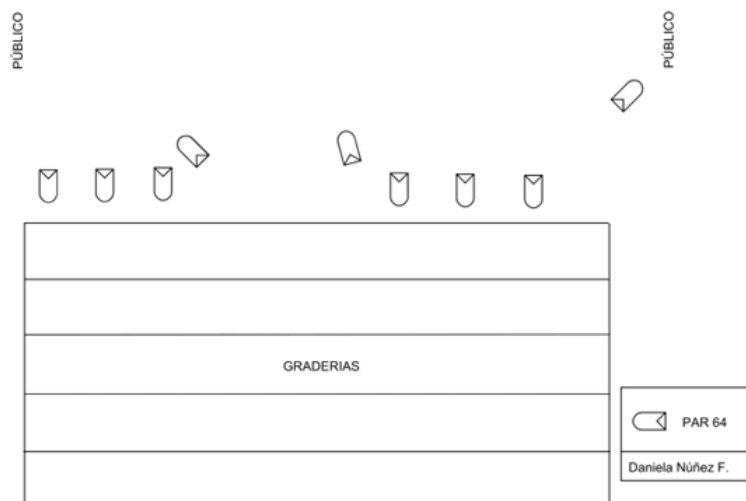 PÚBLICO
PÚBLICO
GRADERIAS
PAR 64
Daniela Núñez F.